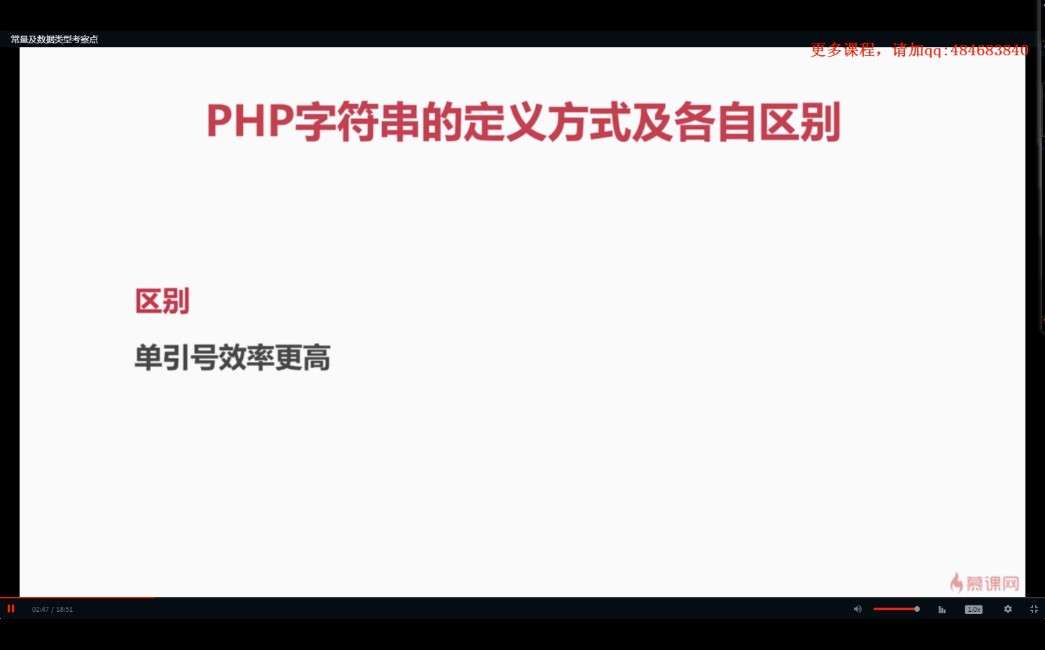 常量及数据类型考察点
更多课程，请加qq:484683840
PHP字符串的定义方式及各自区别
区别
单引号效率更高
慕课网
02:47 / 18:51
1.0x